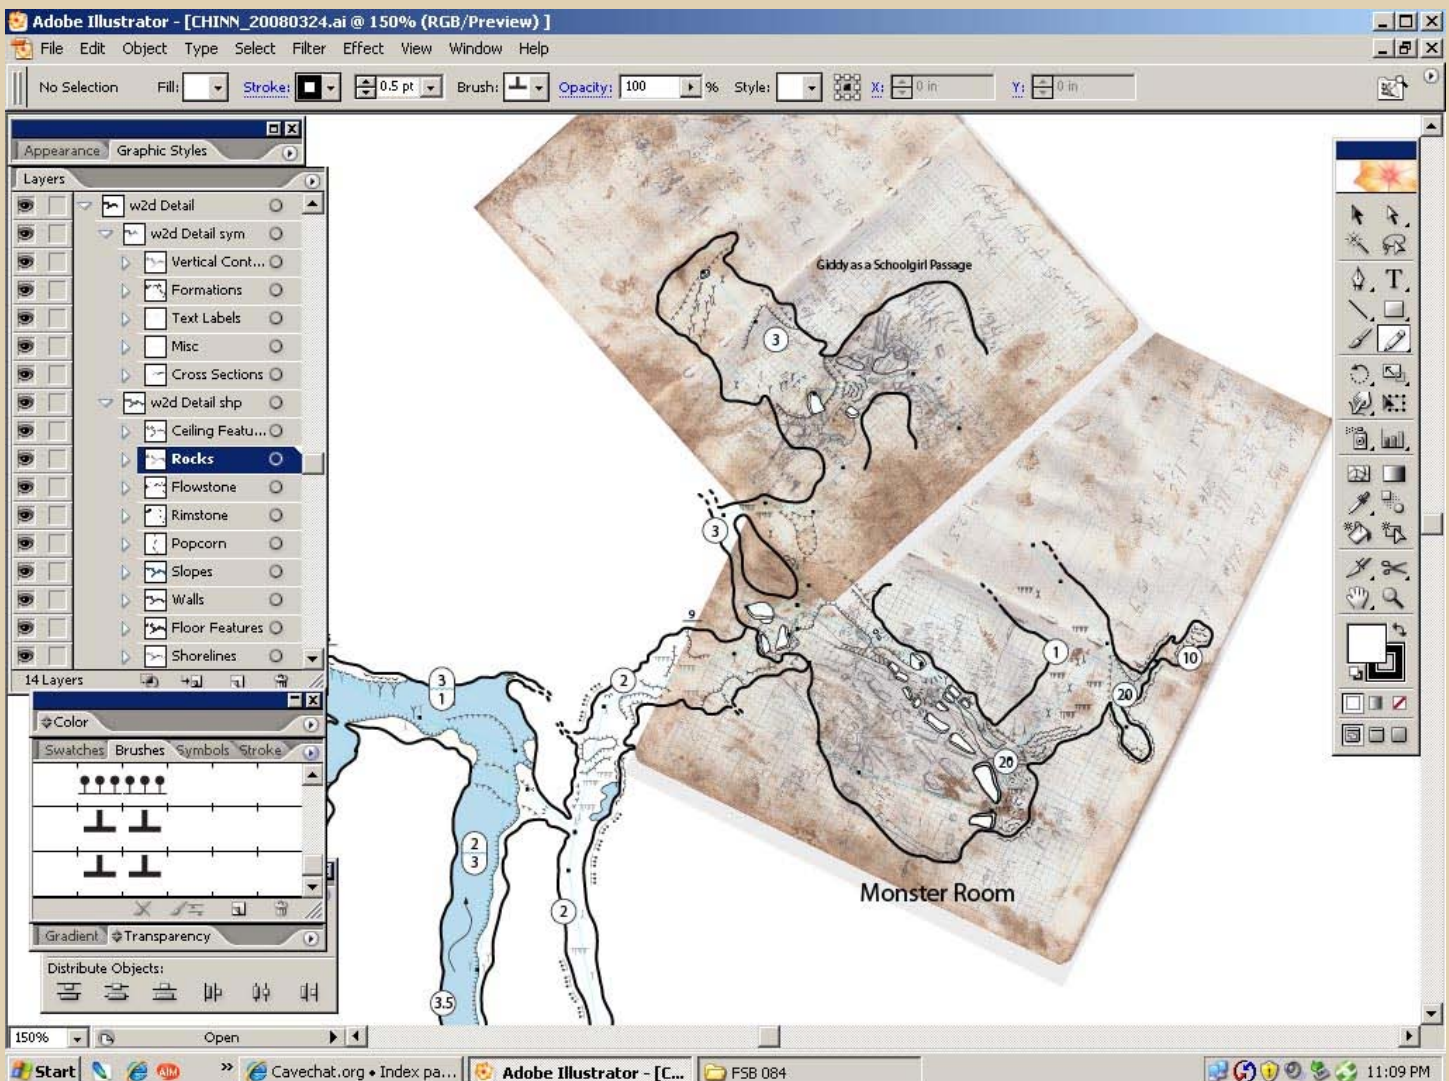 Adobe Illustrator - [CHINN_20080324.ai @ 150% (RGB/Preview) ]
File Edit Object Type Select Filter Effect View Window Help
No Selection Fill: Stroke: 0.5 pt Brush: Opacity: 100 % Style: X: 0 in Y: 0 in
Appearance Graphic Styles
Layers
w2d Detail
w2d Detail sym
Vertical Cont...
Formations
Text Labels
Misc
Cross Sections
w2d Detail shp
Ceiling Featu...
Rocks
Flowstone
Rimstone
Popcorn
Slopes
Walls
Floor Features
Shorelines
14 Layers
Color
Swatches Brushes Symbols Stroke
Gradient Transparency
Distribute Objects:
Giddy as a Schoolgirl Passage
3
3
9
1
10
2
20
3
1
20
2
3
Monster Room
2
3.5
150% Open
Start AIM » Cavechat.org • Index pa... Adobe Illustrator - [C... FSB 084 11:09 PM